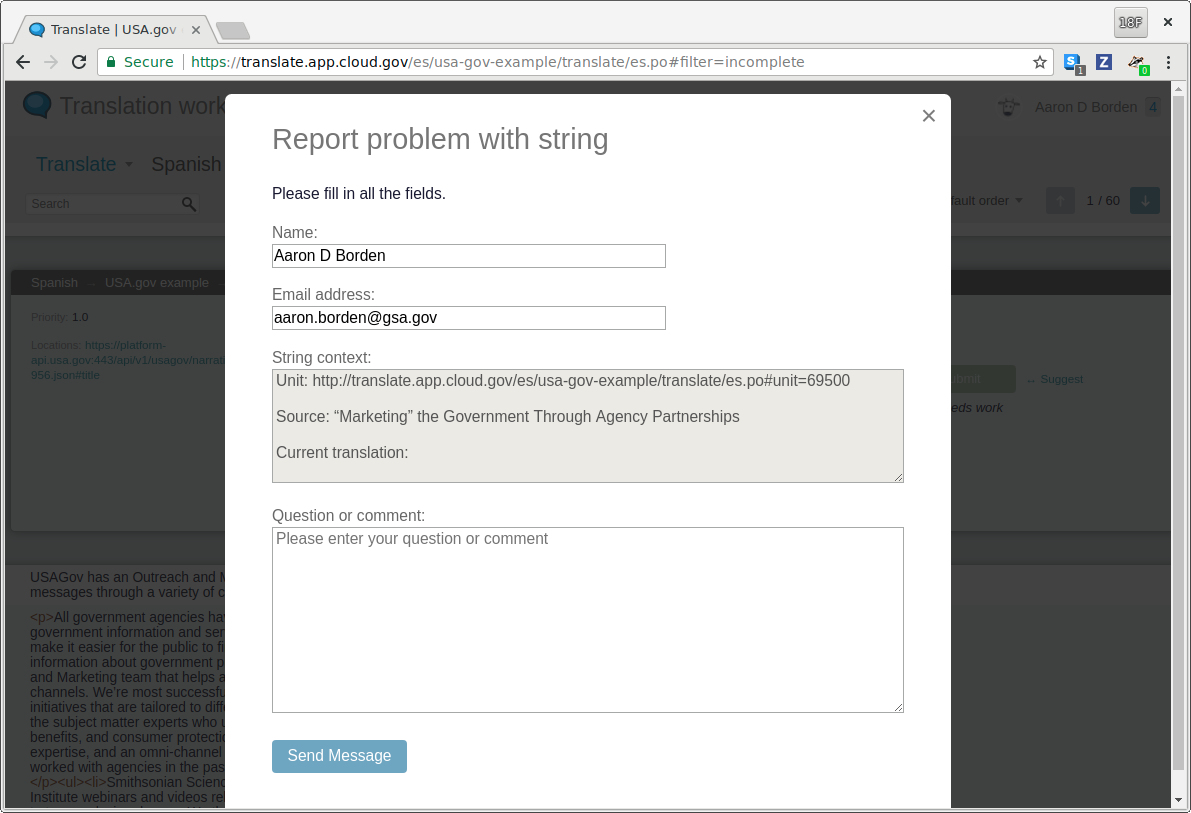 Translate | USA.gov
18F
Secure
https://translate.app.cloud.gov/es/usa-gov-example/translate/es.po#filter=incomplete
1
Z
0
Translation work
Aaron D Borden 4
Translate Spanish
Search
fault order
1 / 60
Spanish → USA.gov example
Priority: 1.0
Locations: https://platform-
api.usa.gov:443/api/v1/usagov/narrati
956.json#title
Suggest
eds work
Report problem with string
Please fill in all the fields.
Name:
Aaron D Borden
Email address:
aaron.borden@gsa.gov
String context:
Unit: http://translate.app.cloud.gov/es/usa-gov-example/translate/es.po#unit=69500
Source: “Marketing” the Government Through Agency Partnerships
Current translation:
Question or comment:
Please enter your question or comment
Send Message
USAGov has an Outreach and M
messages through a variety of c
<p>All government agencies hav
government information and ser
make it easier for the public to fi
information about government p
and Marketing team that helps a
channels. We’re most successfu
initiatives that are tailored to diff
the subject matter experts who u
benefits, and consumer protectio
expertise, and an omni-channel
worked with agencies in the pas
</p><ul><li>Smithsonian Scienc
Institute webinars and videos rel